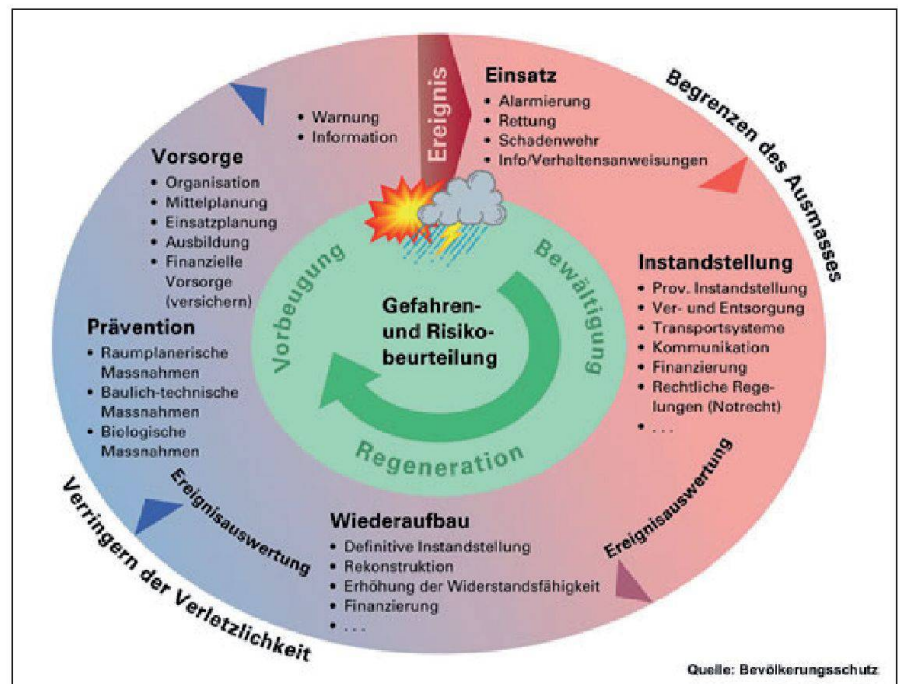 Ereignis
Einsatz
• Alarmierung
• Rettung
• Schadenwehr
• Info/Verhaltensanweisungen
Begrenzen des Ausmasses
• Warnung
• Information
Vorsorge
• Organisation
• Mittelplanung
• Einsatzplanung
• Ausbildung
• Finanzielle
Vorsorge
(versichern)
Instandstellung
• Prov. Instandstellung
• Ver- und Entsorgung
• Transportsysteme
• Kommunikation
• Finanzierung
• Rechtliche Rege-
lungen (Notrecht)
• . . .
Vorbeugung
Bewältigung
Regeneration
Gefahren-
und Risiko-
beurteilung
Prävention
• Raumplanerische
Massnahmen
• Baulich-technische
Massnahmen
• Biologische
Massnahmen
Ereignisauswertung
Ereignisauswertung
Verringern der Verletzlichkeit
Wiederaufbau
• Definitive Instandstellung
• Rekonstruktion
• Erhöhung der Widerstandsfähigkeit
• Finanzierung
• . . .
Quelle: Bevölkerungsschutz